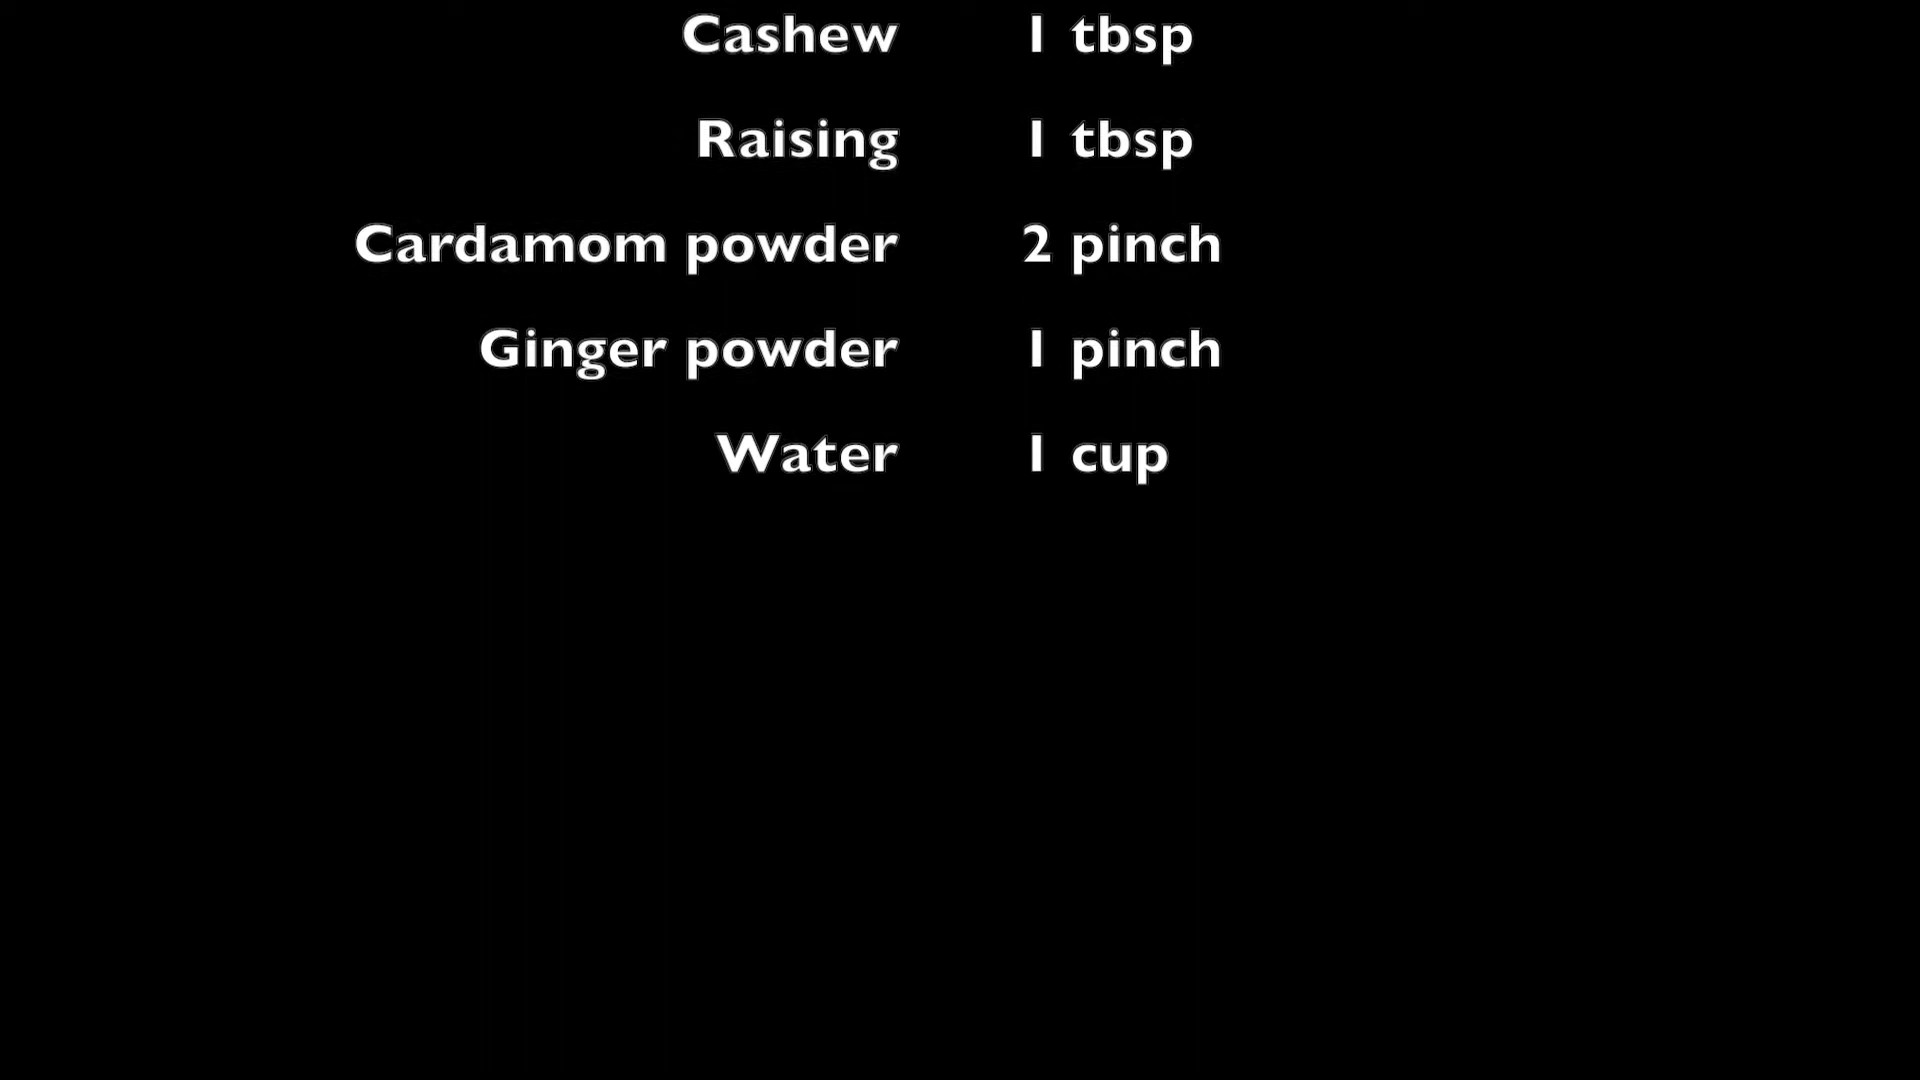 Cashew 1 tbsp
Raising 1 tbsp
Cardamom powder 2 pinch
Ginger powder 1 pinch
Water 1 cup